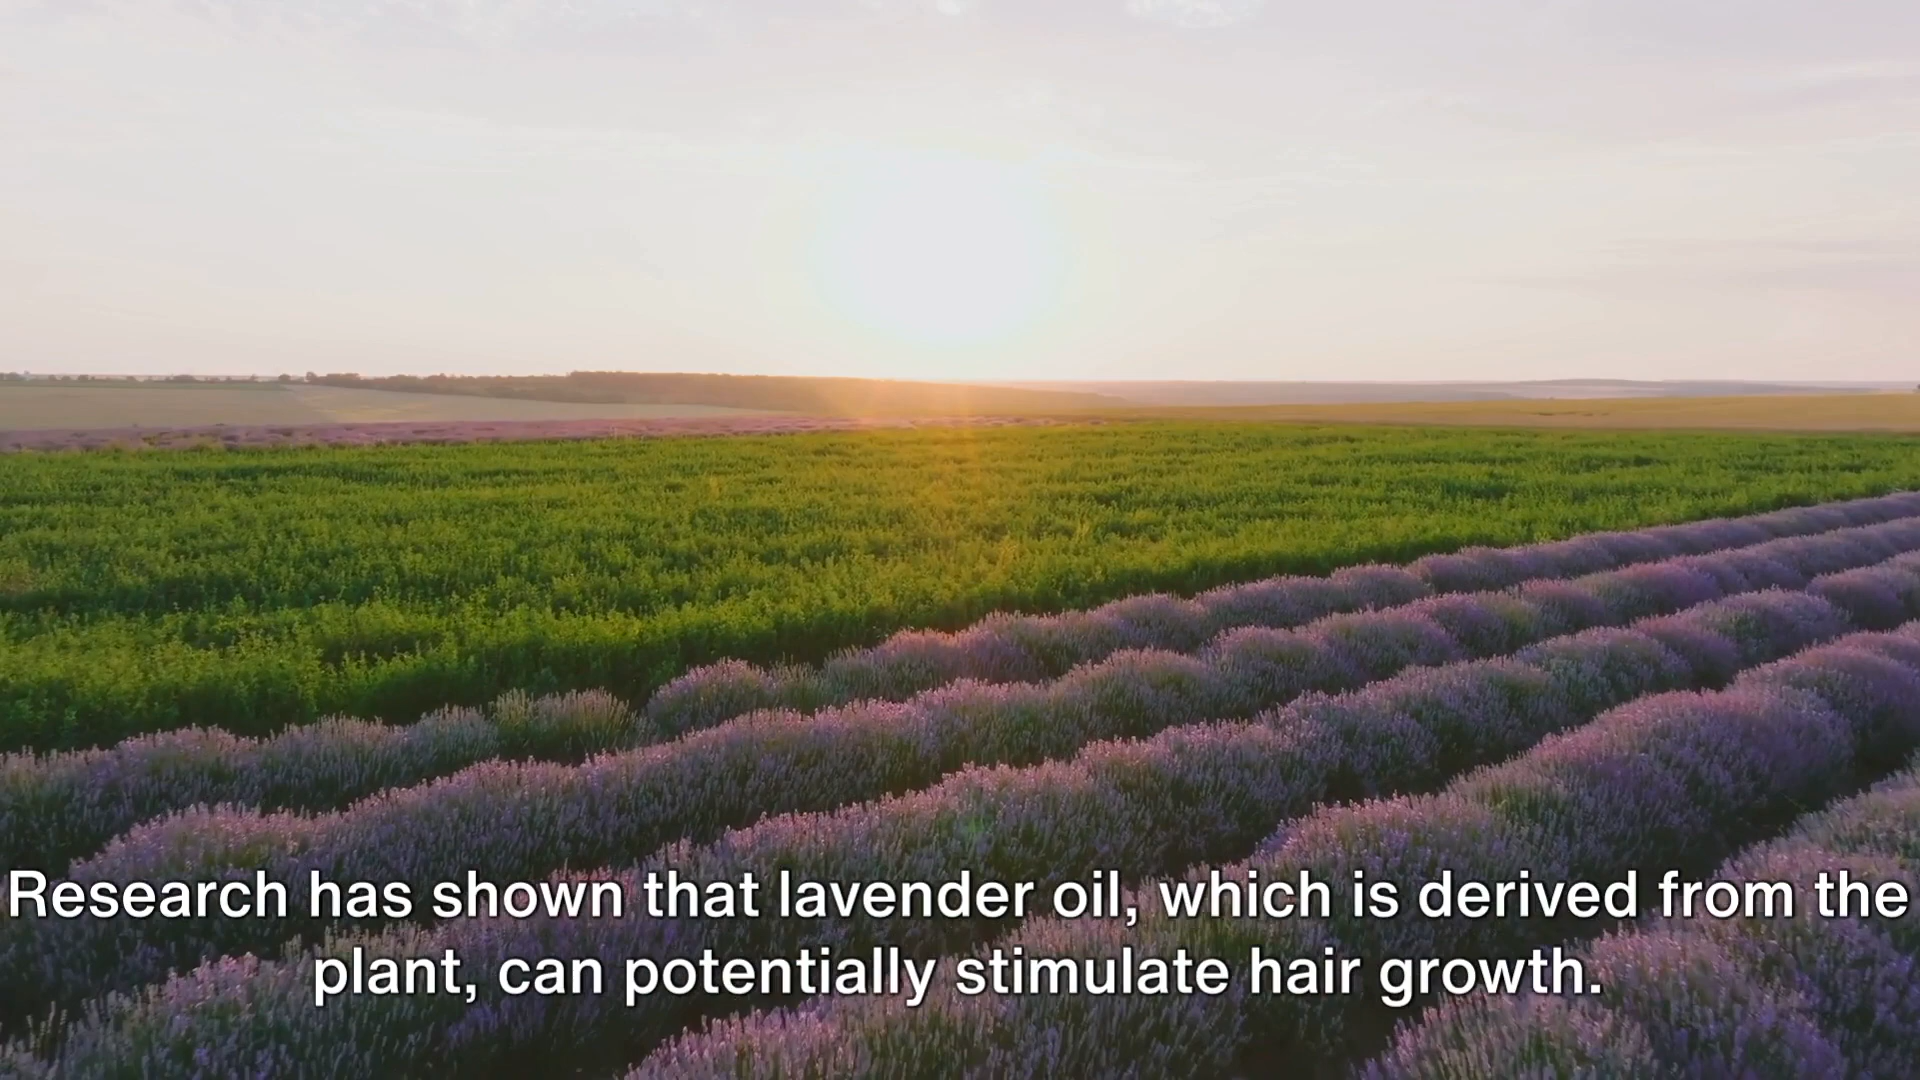 Research has shown that lavender oil, which is derived from the
plant, can potentially stimulate hair growth.